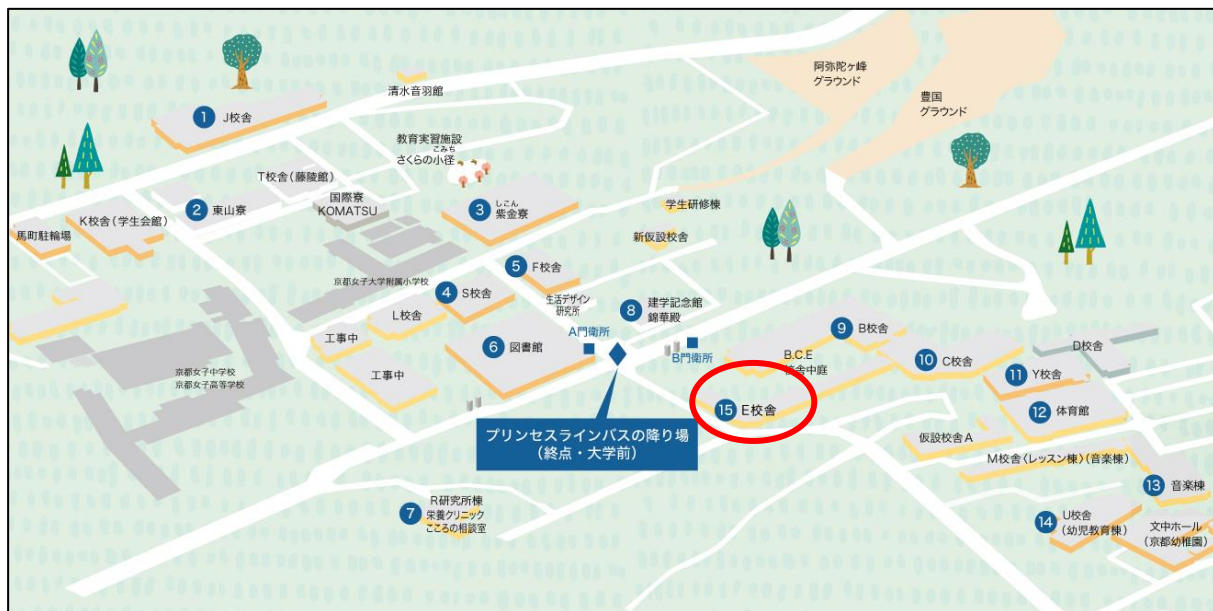 阿弥陀ヶ峰
グラウンド
豊国
グラウンド
清水音羽館
1 J校舎
教育実習施設
こみち
さくらの小径
T校舎(藤陵館)
国際寮
KOMATSU
しこん
3 紫金寮
2 東山寮
K校舎(学生会館)
馬町駐輪場
学生研修棟
新仮設校舎
5 F校舎
京都女子大学附属小学校
4 S校舎
生活デザイン
研究所
8 建学記念館
錦華殿
L校舎
A門衛所
工事中
6 図書館
B門衛所
9 B校舎
B.C.E
校舎中庭
10 C校舎
D校舎
11 Y校舎
工事中
京都女子中学校
京都女子高等学校
15 E校舎
12 体育館
プリンセスラインバスの降り場
(終点・大学前)
仮設校舎A
M校舎〈レッスン棟〉(音楽棟)
13 音楽棟
7 R研究所棟
栄養クリニック
こころの相談室
14 U校舎
(幼児教育棟)
文中ホール
(京都幼稚園)